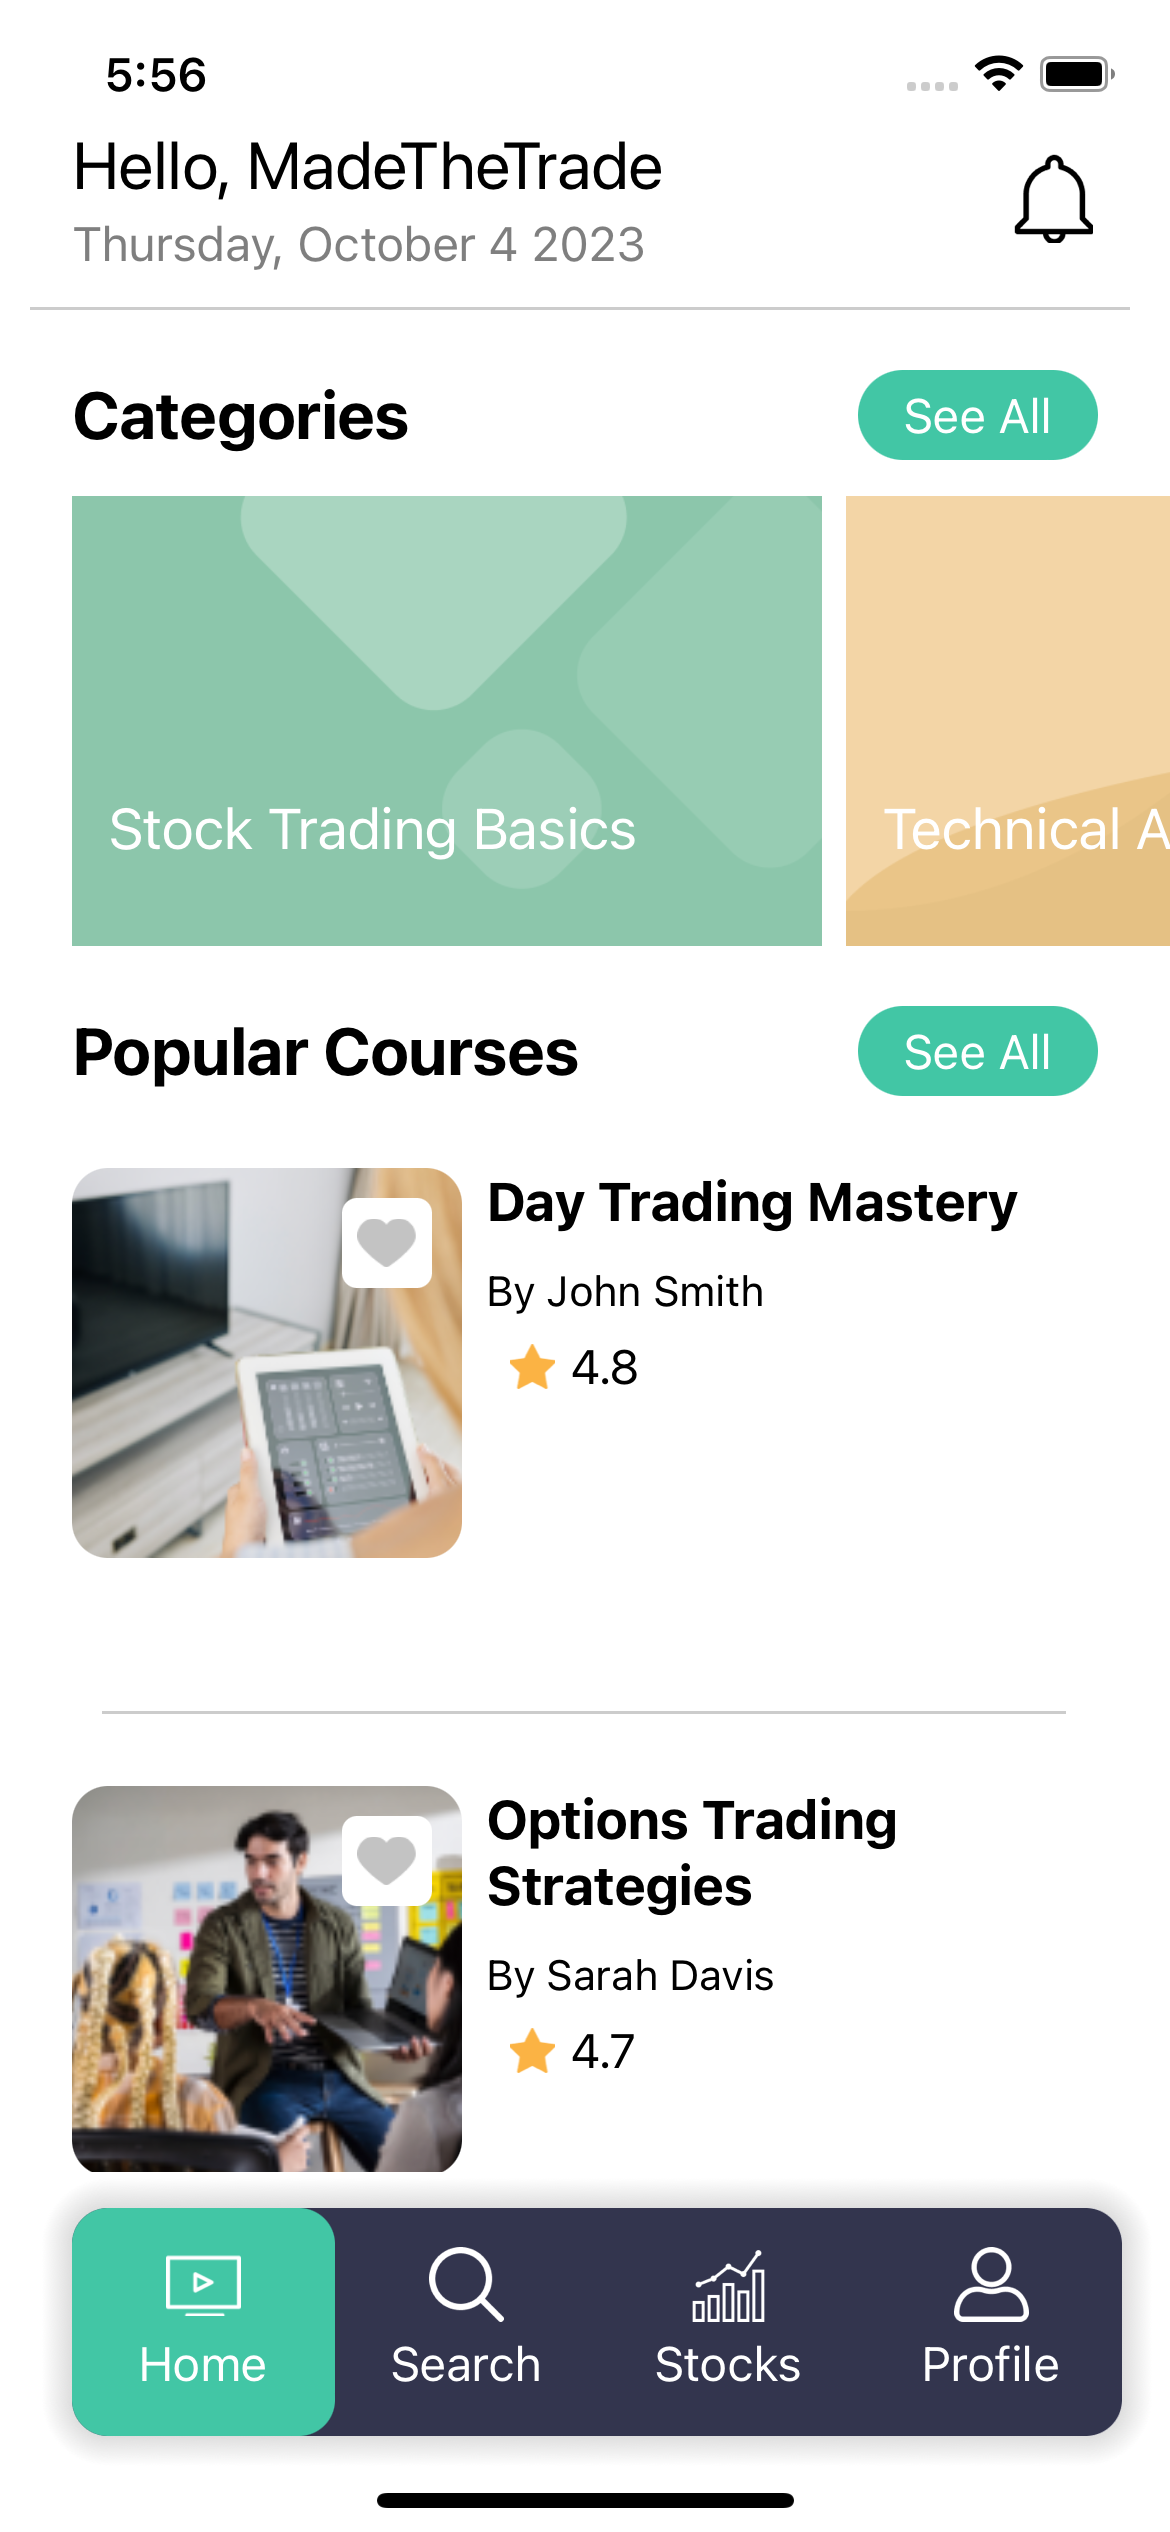 5:56
Hello, MadeTheTrade
Thursday, October 4 2023
Categories
See All
Stock Trading Basics
Technical A
Popular Courses
See All
Day Trading Mastery
By John Smith
4.8
Options Trading
Strategies
By Sarah Davis
4.7
Home
Search
Stocks
Profile